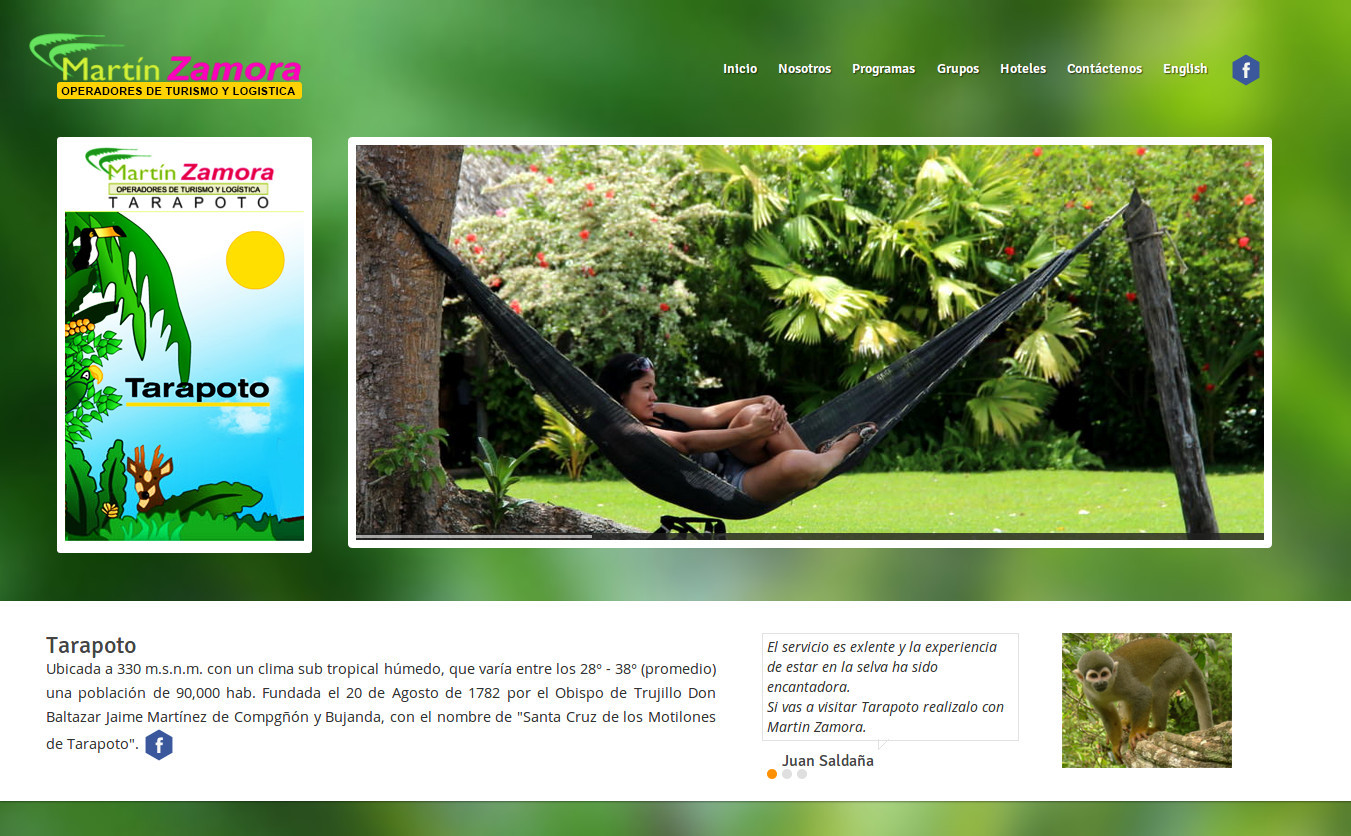 Martín Zamora
OPERADORES DE TURISMO Y LOGISTICA
Inicio Nosotros Programas Grupos Hoteles Contáctenos English f
Martín Zamora
OPERADORES DE TURISMO Y LOGÍSTICA
TARAPOTO
Tarapoto
Tarapoto
Ubicada a 330 m.s.n.m. con un clima sub tropical húmedo, que varía entre los 28° - 38° (promedio)
una población de 90,000 hab. Fundada el 20 de Agosto de 1782 por el Obispo de Trujillo Don
Baltazar Jaime Martínez de Compgñón y Bujanda, con el nombre de "Santa Cruz de los Motilones
de Tarapoto". f
El servicio es exlente y la experiencia
de estar en la selva ha sido
encantadora.
Si vas a visitar Tarapoto realizalo con
Martin Zamora.
Juan Saldaña